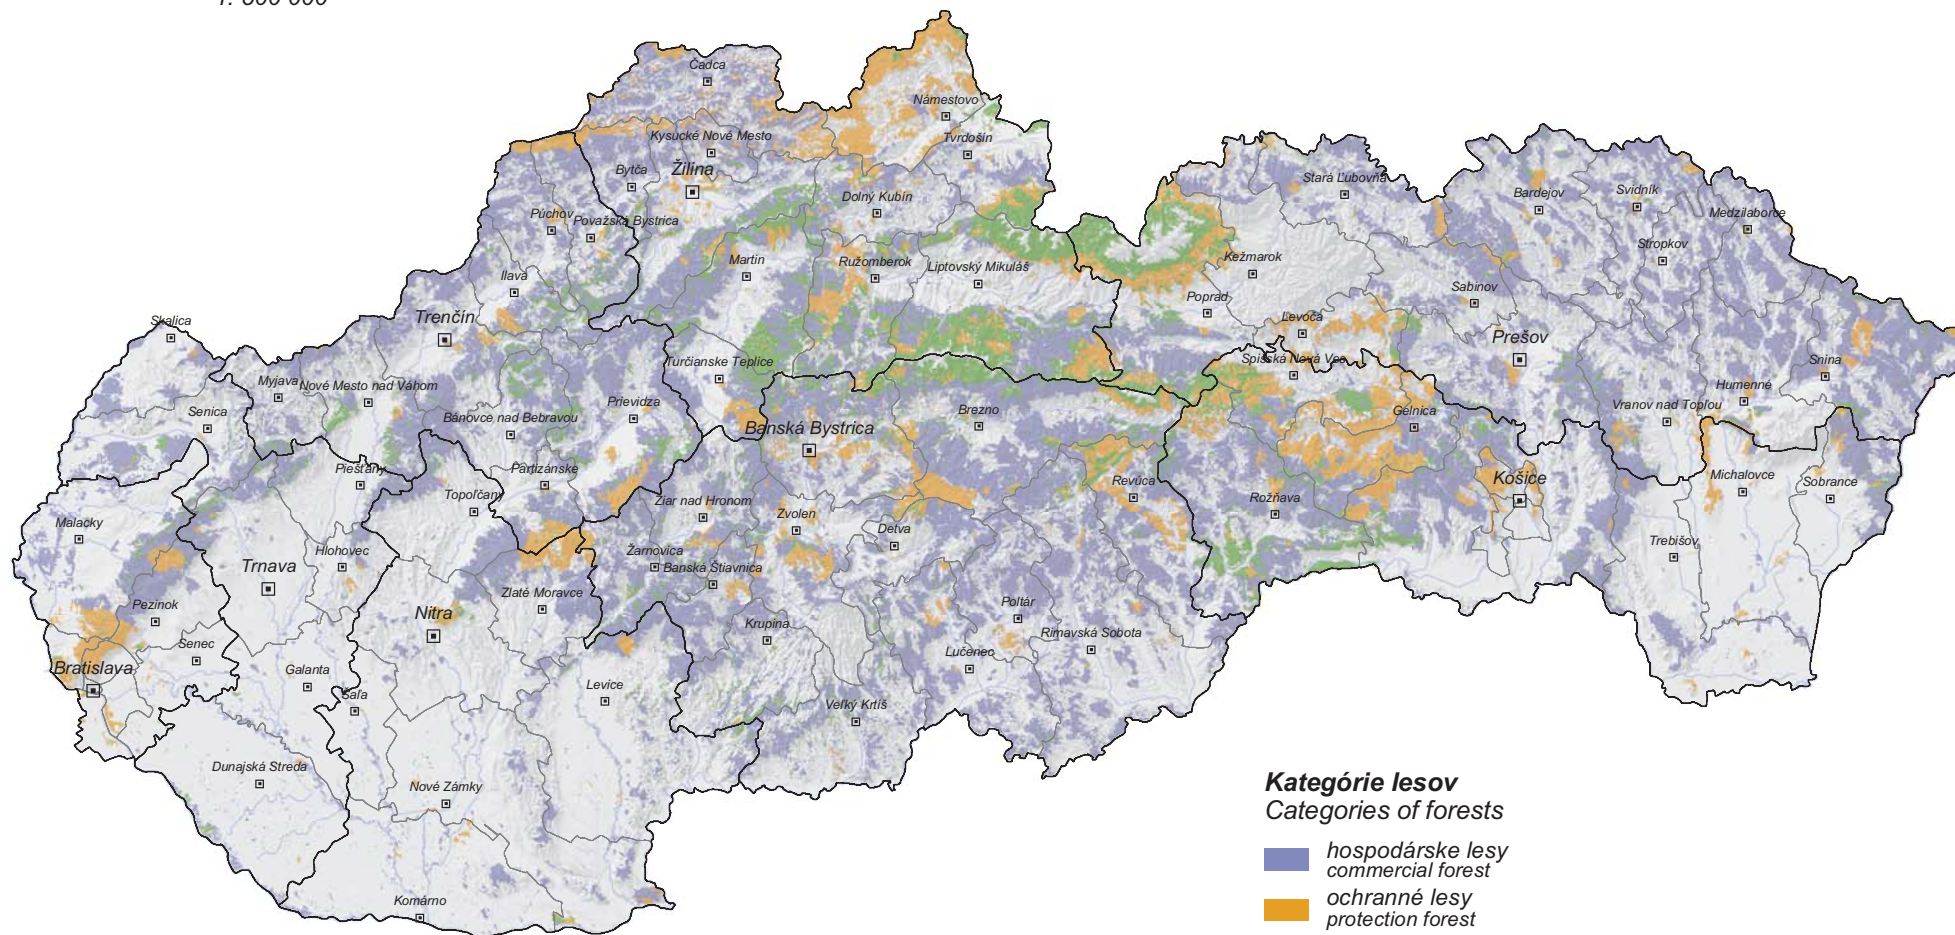 1: 500 000
Čadca
Námestovo
Kysucké Nové Mesto
Tvrdošín
Bytča
Žilina
Stará Ľubovňa
Bardejov
Svidník
Dolný Kubín
Medzilaborce
Púchov
Považská Bystrica
Stropkov
Martin
Ružomberok
Liptovský Mikuláš
Kežmarok
Ilava
Sabinov
Poprad
Skalica
Trenčín
Levoča
Prešov
Turčianske Teplice
Spišská Nová Ves
Snina
Myjava
Nové Mesto nad Váhom
Humenné
Senica
Bánovce nad Bebravou
Prievidza
Brezno
Gelnica
Vranov nad Topľou
Banská Bystrica
Piešťany
Partizánske
Topoľčany
Revúca
Košice
Michalovce
Sobrance
Malacky
Žiar nad Hronom
Zvolen
Rožňava
Detva
Hlohovec
Trnava
Žarnovica
Banská Štiavnica
Trebišov
Pezinok
Nitra
Zlaté Moravce
Poltár
Krupina
Rimavská Sobota
Senec
Lučenec
Bratislava
Galanta
Šaľa
Levice
Veľký Krtíš
Dunajská Streda
Nové Zámky
Komárno
Kategórie lesov
Categories of forests
hospodárske lesy
commercial forest
ochranné lesy
protection forest